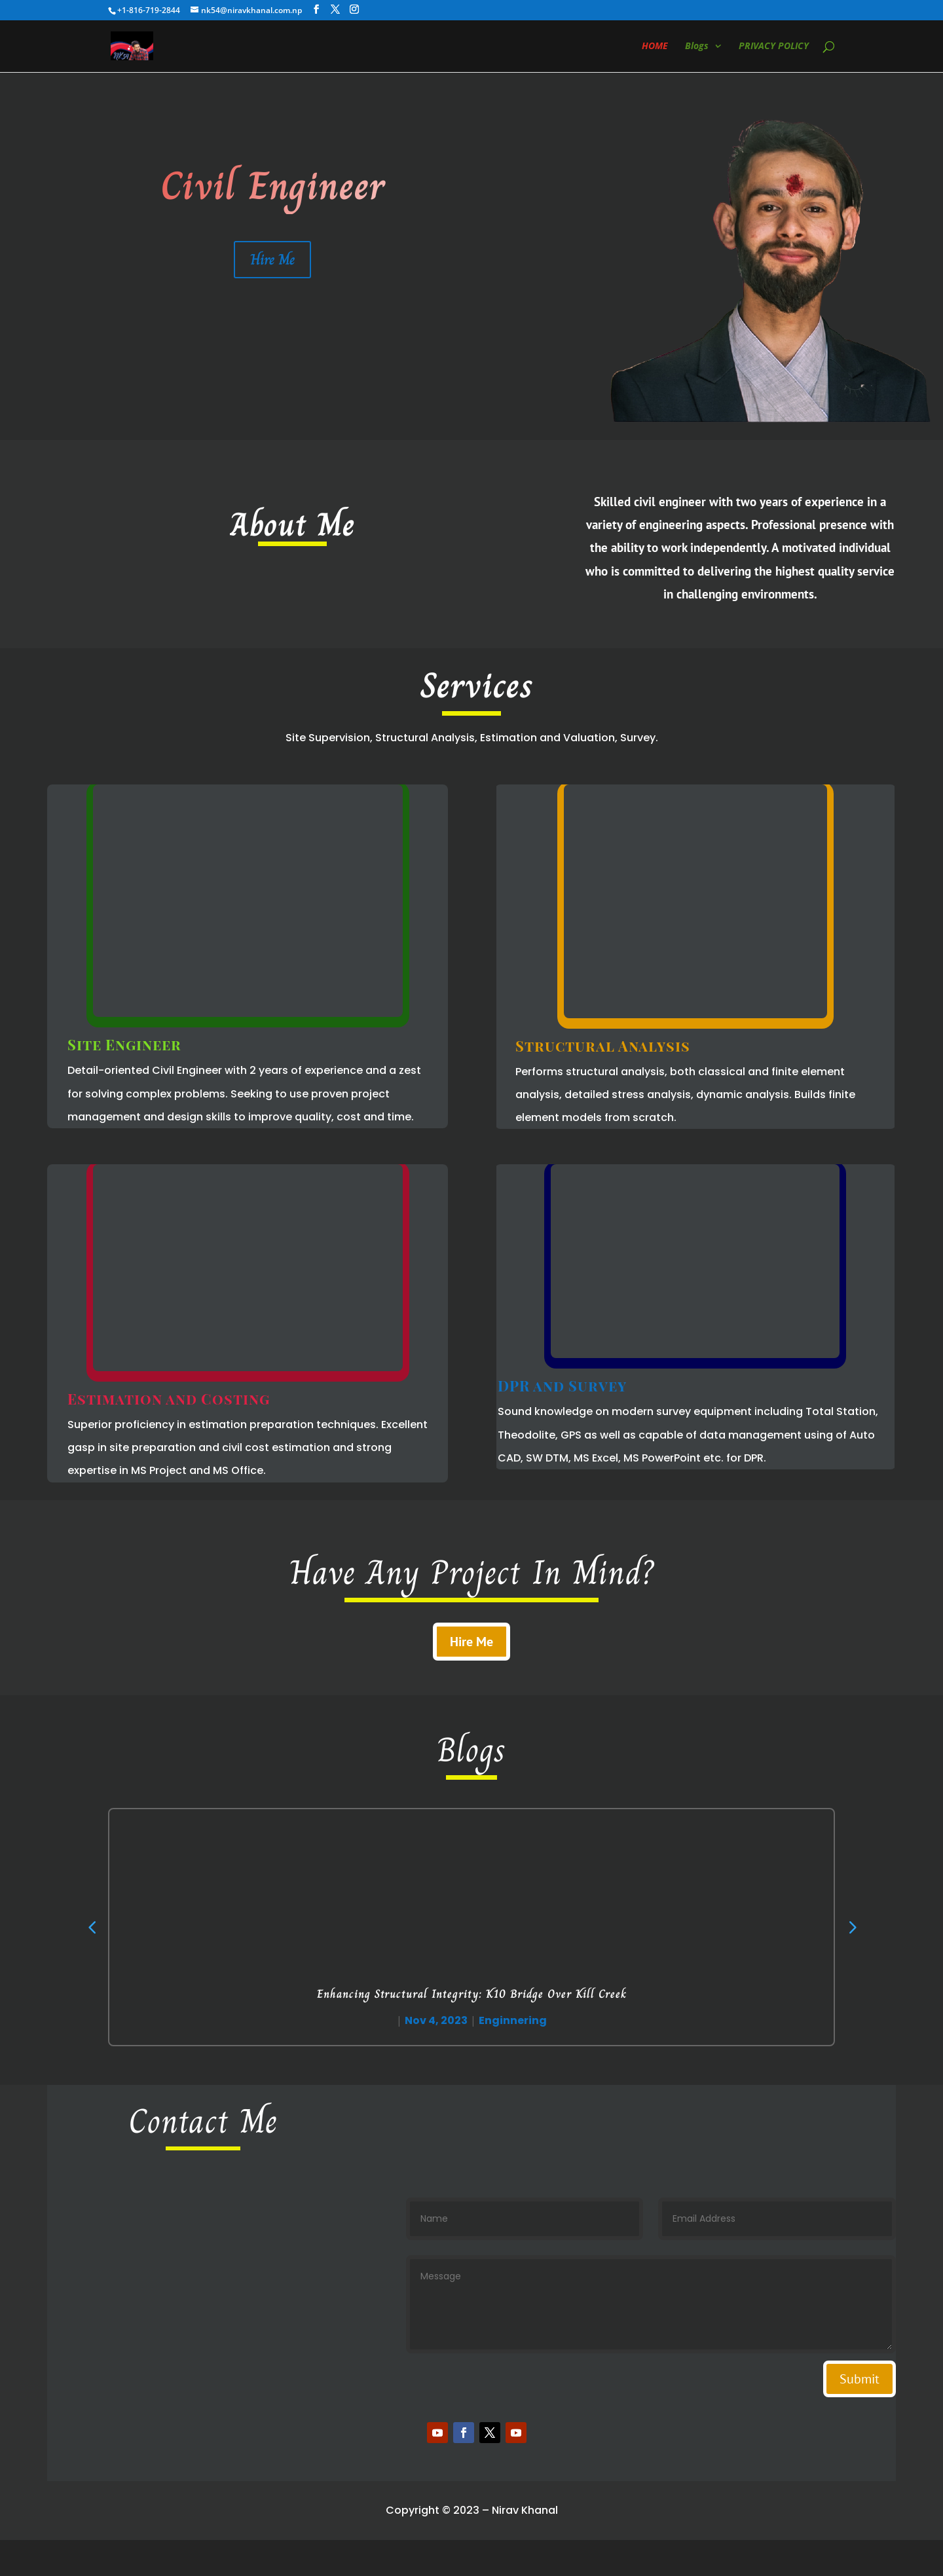 +1-816-719-2844 nk54@niravkhanal.com.np
HOME Blogs PRIVACY POLICY
Civil Engineer
Hire Me
About Me
Skilled civil engineer with two years of experience in a
variety of engineering aspects. Professional presence with
the ability to work independently. A motivated individual
who is committed to delivering the highest quality service
in challenging environments.
Services
Site Supervision, Structural Analysis, Estimation and Valuation, Survey.
Site Engineer
Detail-oriented Civil Engineer with 2 years of experience and a zest
for solving complex problems. Seeking to use proven project
management and design skills to improve quality, cost and time.
Structural Analysis
Performs structural analysis, both classical and finite element
analysis, detailed stress analysis, dynamic analysis. Builds finite
element models from scratch.
Estimation and Costing
Superior proficiency in estimation preparation techniques. Excellent
gasp in site preparation and civil cost estimation and strong
expertise in MS Project and MS Office.
DPR and Survey
Sound knowledge on modern survey equipment including Total Station,
Theodolite, GPS as well as capable of data management using of Auto
CAD, SW DTM, MS Excel, MS PowerPoint etc. for DPR.
Have Any Project In Mind?
Hire Me
Blogs
Enhancing Structural Integrity: K10 Bridge Over Kill Creek
| Nov 4, 2023 | Enginnering
Contact Me
Name
Email Address
Message
Submit
Copyright © 2023 – Nirav Khanal